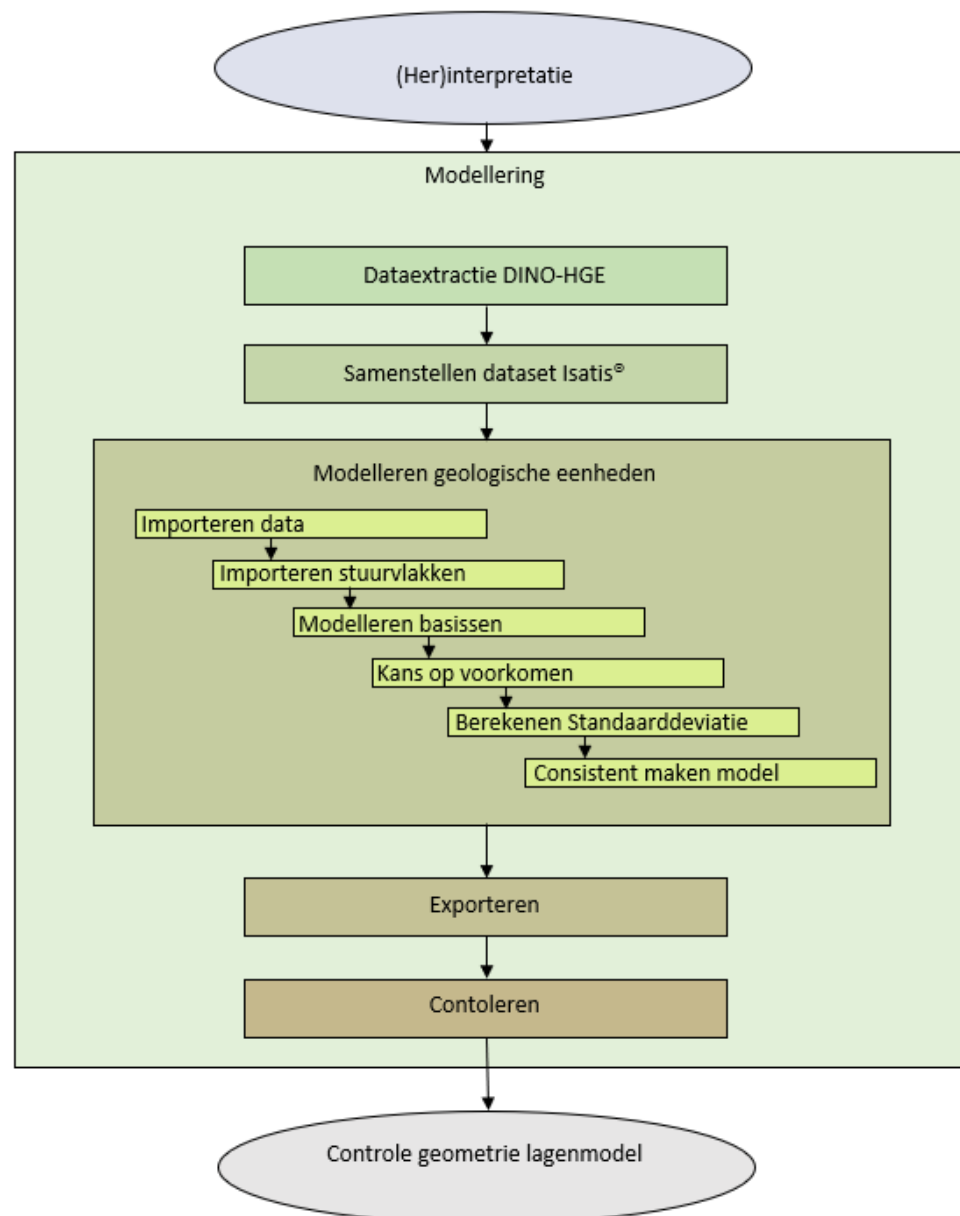 (Her)interpretatie
Modellering
Dataextractie DINO-HGE
Samenstellen dataset Isatis®
Modelleren geologische eenheden
Importeren data
Importeren stuurvlakken
Modelleren basissen
Kans op voorkomen
Berekenen Standaarddeviatie
Consistent maken model
Exporteren
Contoleren
Controle geometrie lagenmodel